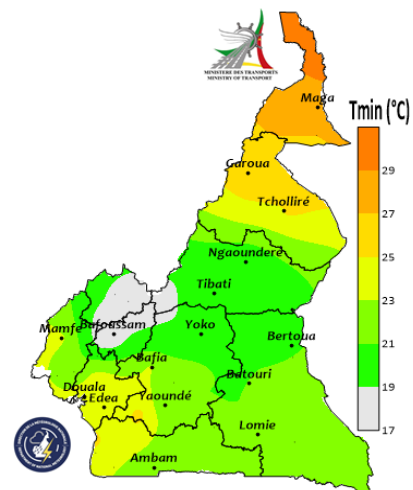 MINISTERE DES TRANSPORTS
MINISTRY OF TRANSPORT
Tmin (°C)
Maga
29
Garoua
27
Tcholliré
25
Ngaoundere
Tibati
23
Mamfe
Bafoussam
Yoko
Bertoua
21
Bafia
Batouri
19
Douala
Edea
Yaoundé
17
Lomie
Ambam